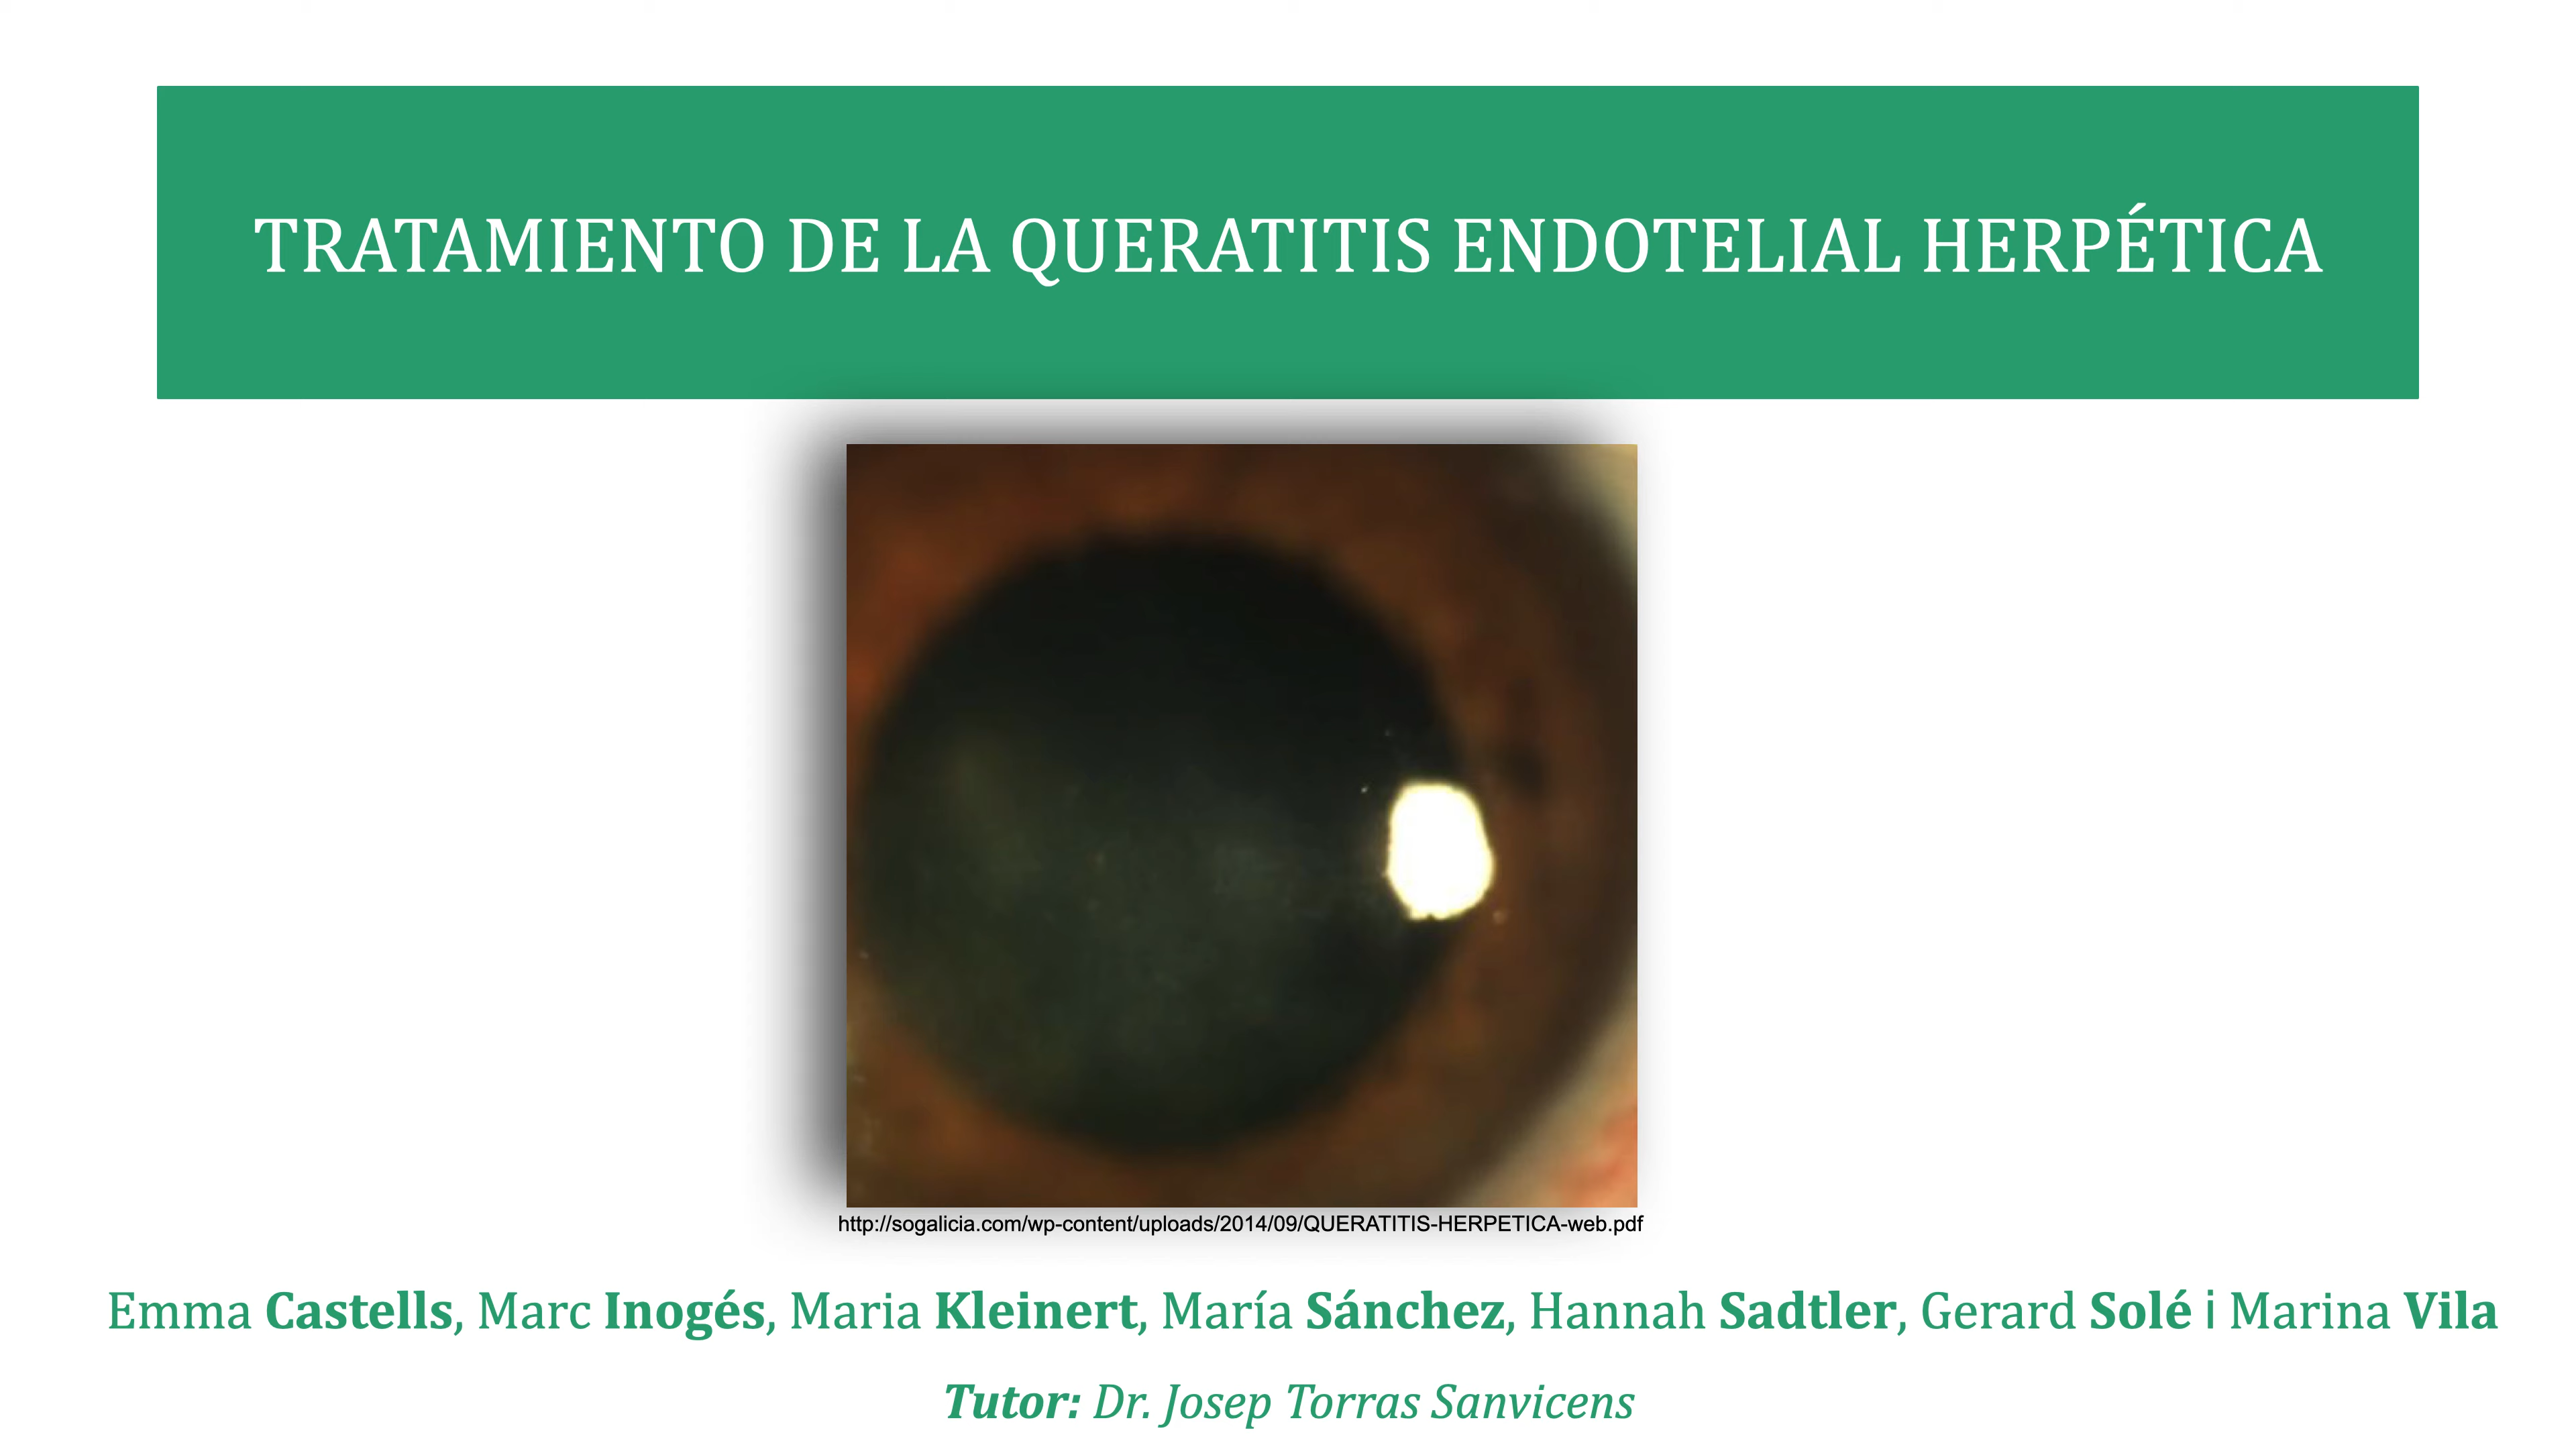 TRATAMIENTO DE LA QUERATITIS ENDOTELIAL HERPÉTICA
http://sogalicia.com/wp-content/uploads/2014/09/QUERATITIS-HERPETICA-web.pdf
Emma Castells, Marc Inogés, Maria Kleinert, María Sánchez, Hannah Sadtler, Gerard Solé i Marina Vila
Tutor: Dr. Josep Torras Sanvicens